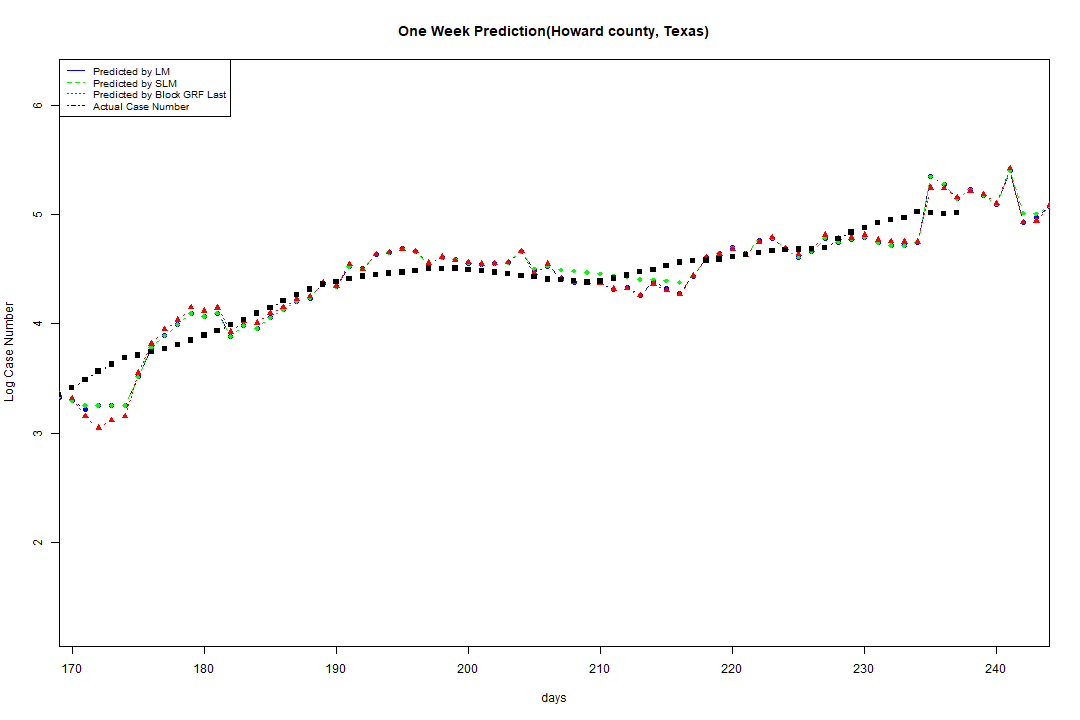 One Week Prediction(Howard county, Texas)
Predicted by LM
Predicted by SLM
Predicted by Block GRF Last
Actual Case Number
6
5
4
3
2
Log Case Number
170 180 190 200 210 220 230 240
days